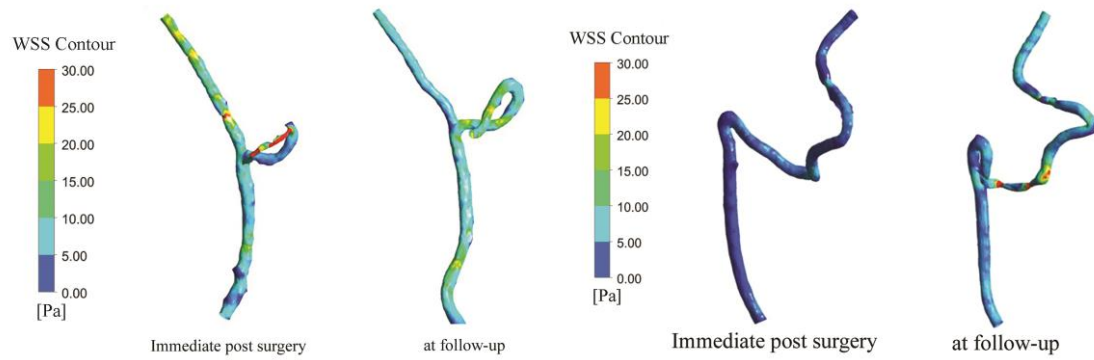 WSS Contour
30.00
25.00
20.00
15.00
10.00
5.00
0.00
[Pa]
Immediate post surgery
at follow-up
WSS Contour
30.00
25.00
20.00
15.00
10.00
5.00
0.00
[Pa]
Immediate post surgery
at follow-up